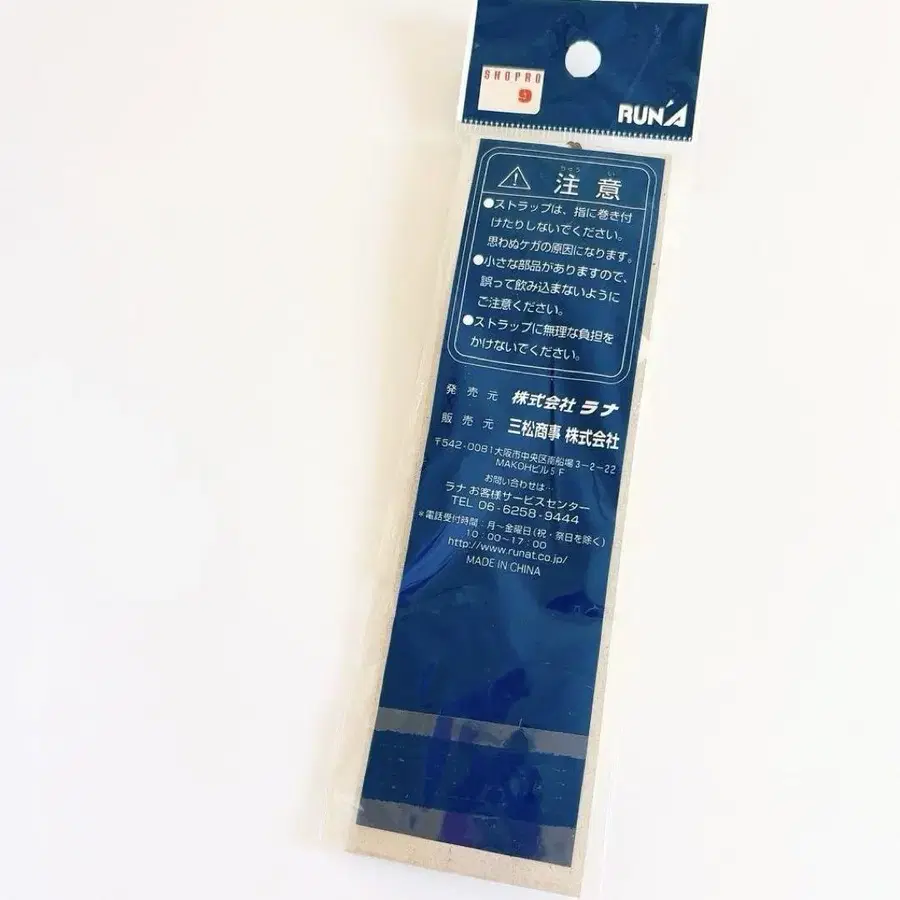 SHOPRO
9
RUN'A
ちゅう い
注意
●ストラップは、指に巻き付
けたりしないでください。
思わぬケガの原因になります。
●小さな部品がありますので、
誤って飲み込まないように
ご注意ください。
●ストラップに無理な負担を
かけないでください。
発売元 株式会社 ラナ
販売元 三松商事 株式会社
〒542-0081大阪市中央区南船場3-2-22
MAKOHビル5F
お問い合わせは…
ラナ お客様サービスセンター
TEL 06-6258-9444
*電話受付時間:月〜金曜日(祝・祭日を除く)
10:00〜17:00
http://www.runat.co.jp/
MADE IN CHINA